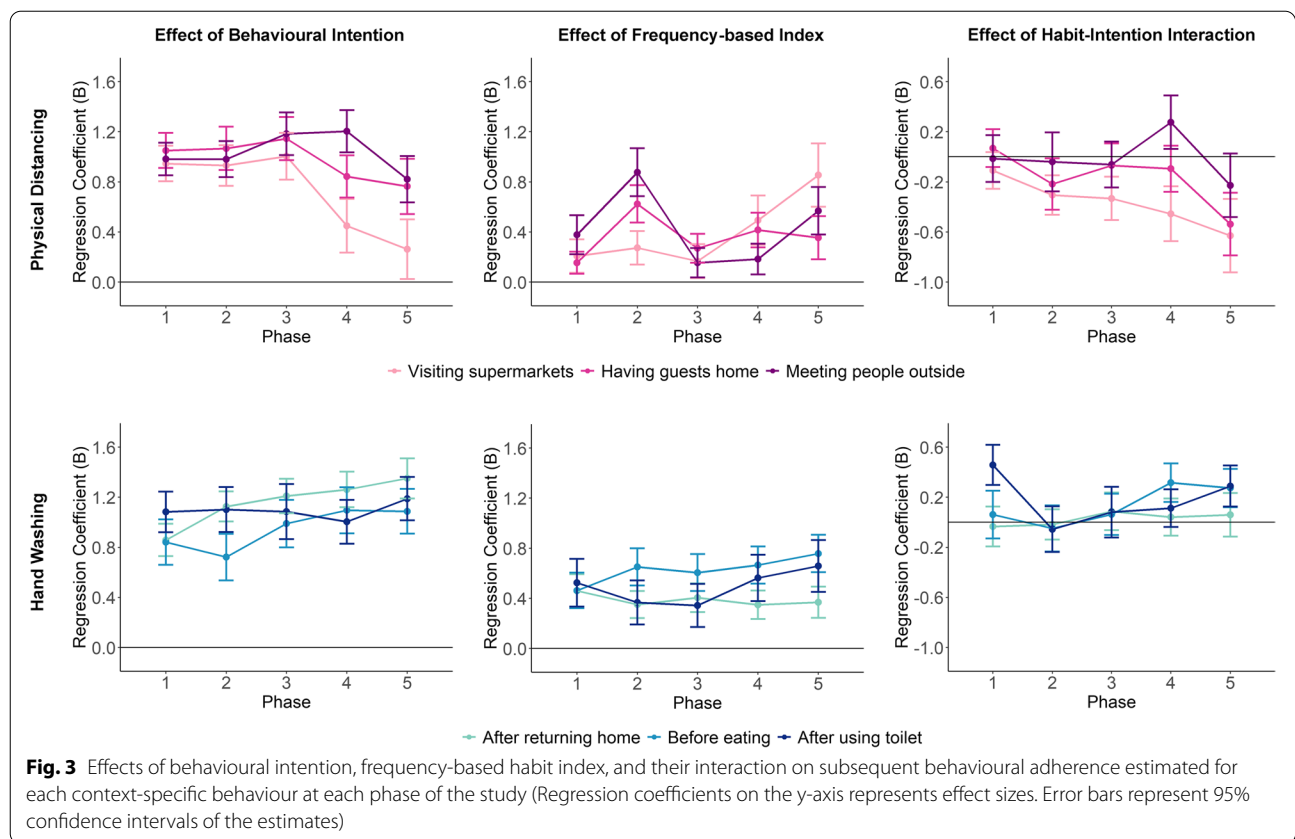 Effect of Behavioural Intention
Effect of Frequency-based Index
Effect of Habit-Intention Interaction
Physical Distancing
Regression Coefficient (B)
1.6
1.2
0.8
0.4
0.0
1 2 3 4 5
Phase
Regression Coefficient (B)
1.6
1.2
0.8
0.4
0.0
1 2 3 4 5
Phase
Regression Coefficient (B)
0.6
0.2
-0.2
-0.6
-1.0
1 2 3 4 5
Phase
Visiting supermarkets Having guests home Meeting people outside
Hand Washing
Regression Coefficient (B)
1.6
1.2
0.8
0.4
0.0
1 2 3 4 5
Phase
Regression Coefficient (B)
1.6
1.2
0.8
0.4
0.0
1 2 3 4 5
Phase
Regression Coefficient (B)
0.6
0.2
-0.2
-0.6
-1.0
1 2 3 4 5
Phase
After returning home Before eating After using toilet
Fig. 3 Effects of behavioural intention, frequency-based habit index, and their interaction on subsequent behavioural adherence estimated for
each context-specific behaviour at each phase of the study (Regression coefficients on the y-axis represents effect sizes. Error bars represent 95%
confidence intervals of the estimates)